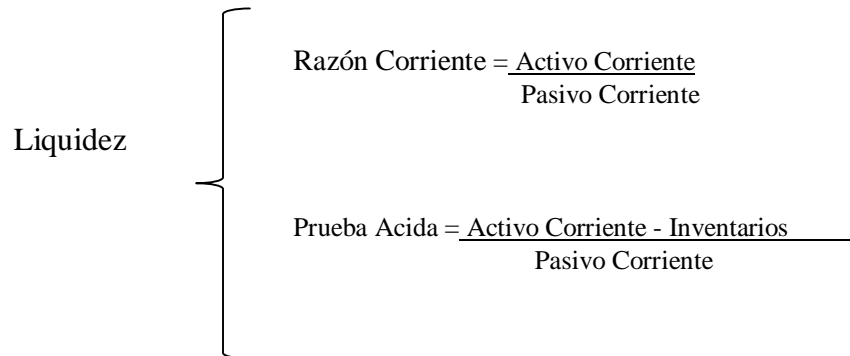 Razón Corriente = Activo Corriente
Pasivo Corriente
Liquidez
Prueba Acida = Activo Corriente - Inventarios
Pasivo Corriente